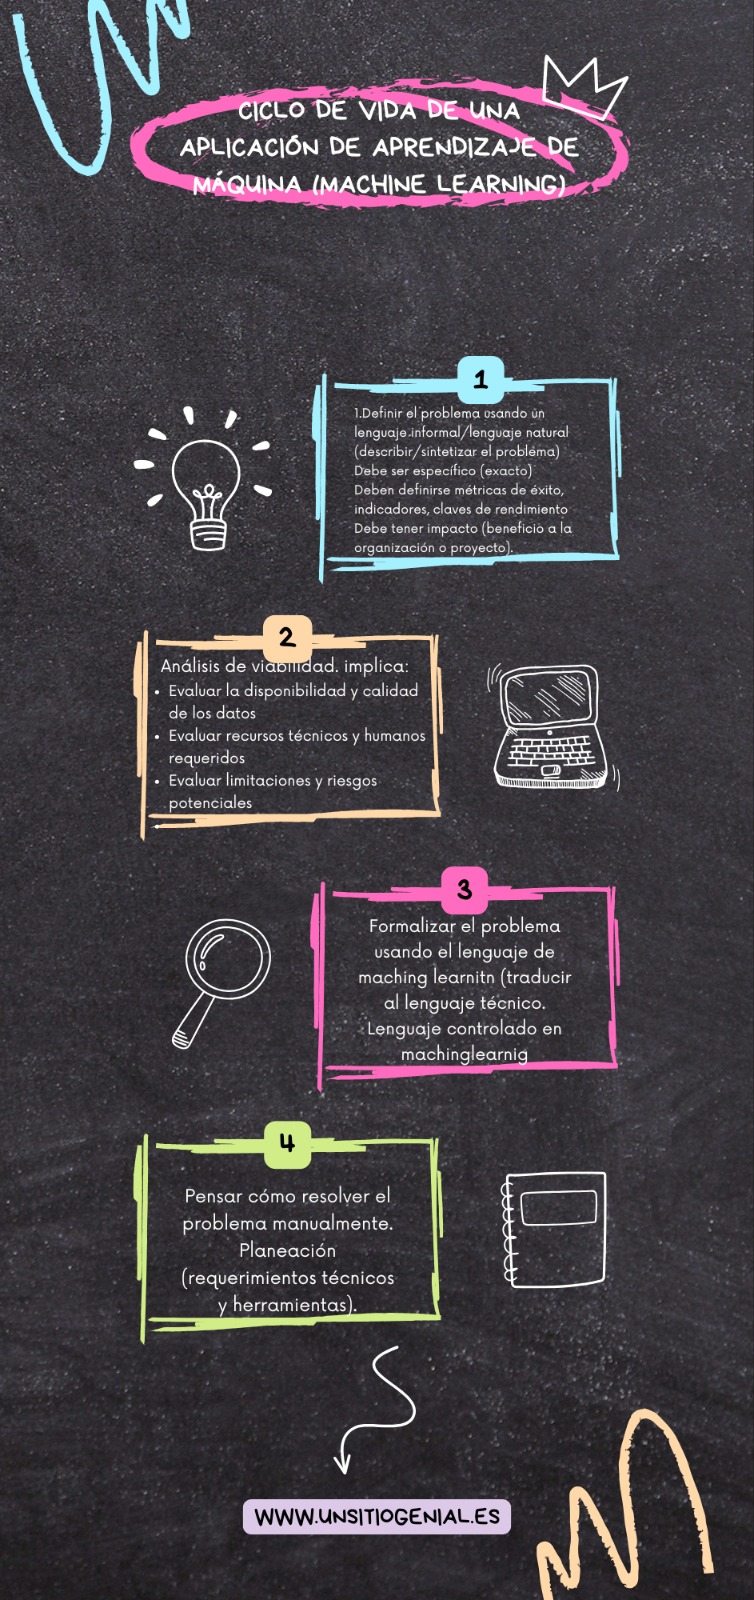 CICLO DE VIDA DE UNA
APLICACIÓN DE APRENDIZAJE DE
MÁQUINA (MACHINE LEARNING)
1
1.Definir el problema usando un
lenguaje informal/lenguaje natural
(describir/sintetizar el problema)
Debe ser específico (exacto)
Deben definirse métricas de éxito,
indicadores, claves de rendimiento
Debe tener impacto (beneficio a la
organización o proyecto).
2
Análisis de viabilidad. implica:
• Evaluar la disponibilidad y calidad
de los datos
• Evaluar recursos técnicos y humanos
requeridos
• Evaluar limitaciones y riesgos
potenciales
•
3
Formalizar el problema
usando el lenguaje de
maching learnitn (traducir
al lenguaje técnico.
Lenguaje controlado en
machinglearnig
4
Pensar cómo resolver el
problema manualmente.
Planeación
(requerimientos técnicos
y herramientas).
WWW.UNSITIOGENIAL.ES